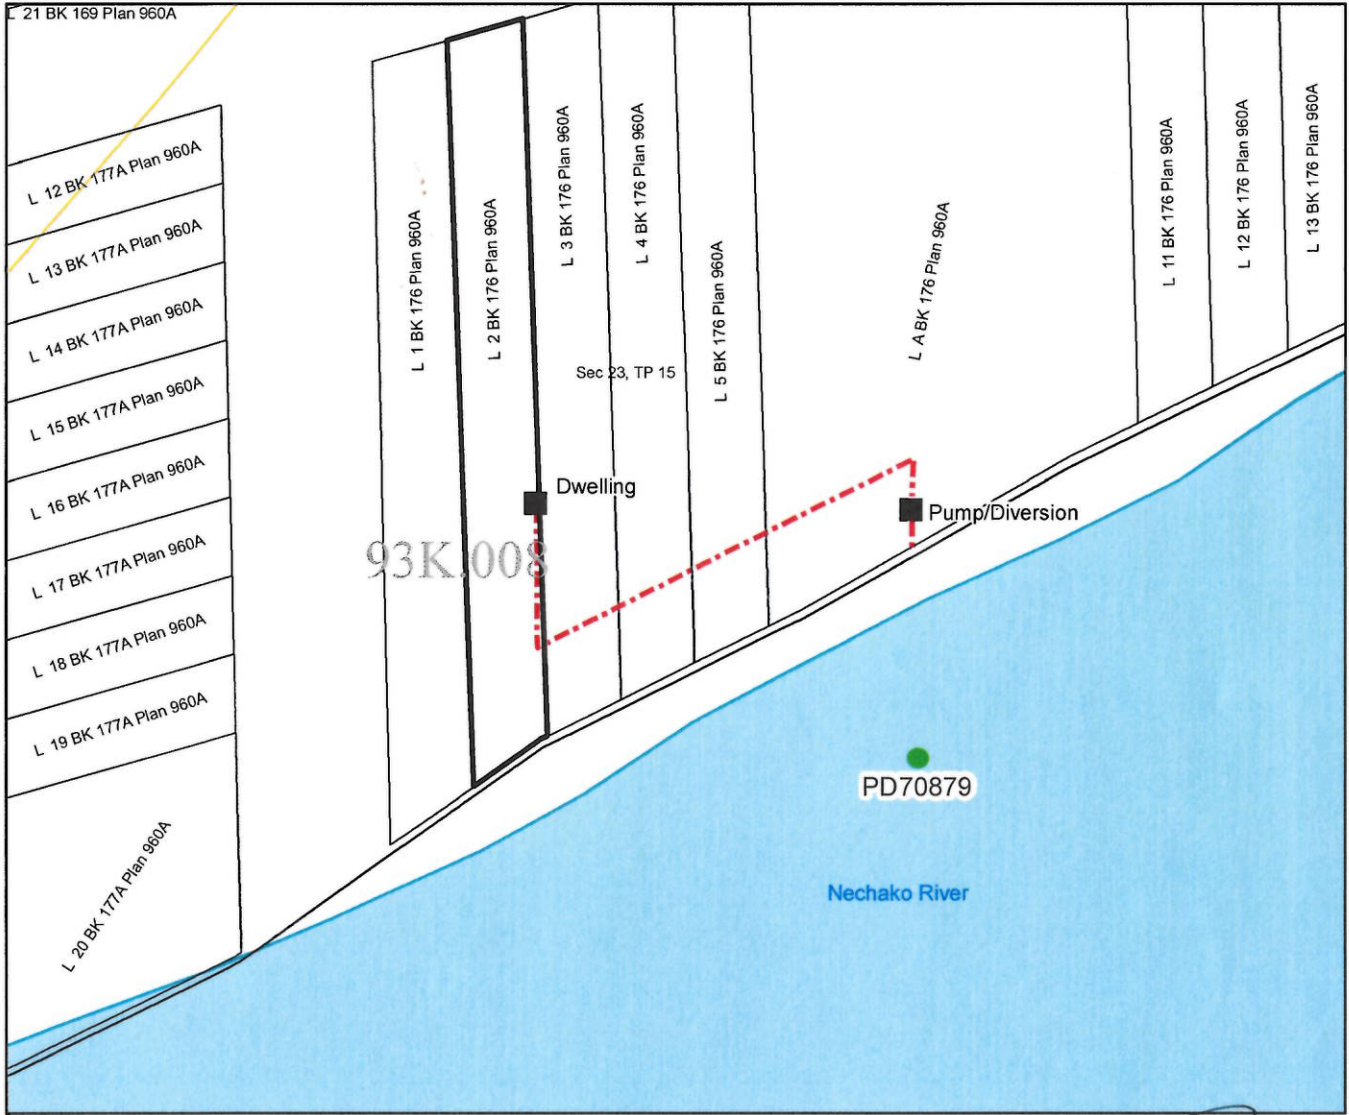 L 21 BK 169 Plan 960A
L 12 BK 177A Plan 960A
L 13 BK 177A Plan 960A
L 14 BK 177A Plan 960A
L 15 BK 177A Plan 960A
L 16 BK 177A Plan 960A
L 17 BK 177A Plan 960A
L 18 BK 177A Plan 960A
L 19 BK 177A Plan 960A
L 20 BK 177A Plan 960A
L 1 BK 176 Plan 960A
L 2 BK 176 Plan 960A
L 3 BK 176 Plan 960A
L 4 BK 176 Plan 960A
L 5 BK 176 Plan 960A
L A BK 176 Plan 960A
L 11 BK 176 Plan 960A
L 12 BK 176 Plan 960A
L 13 BK 176 Plan 960A
Sec 23, TP 15
Dwelling
Pump/Diversion
93K.008
PD70879
Nechako River